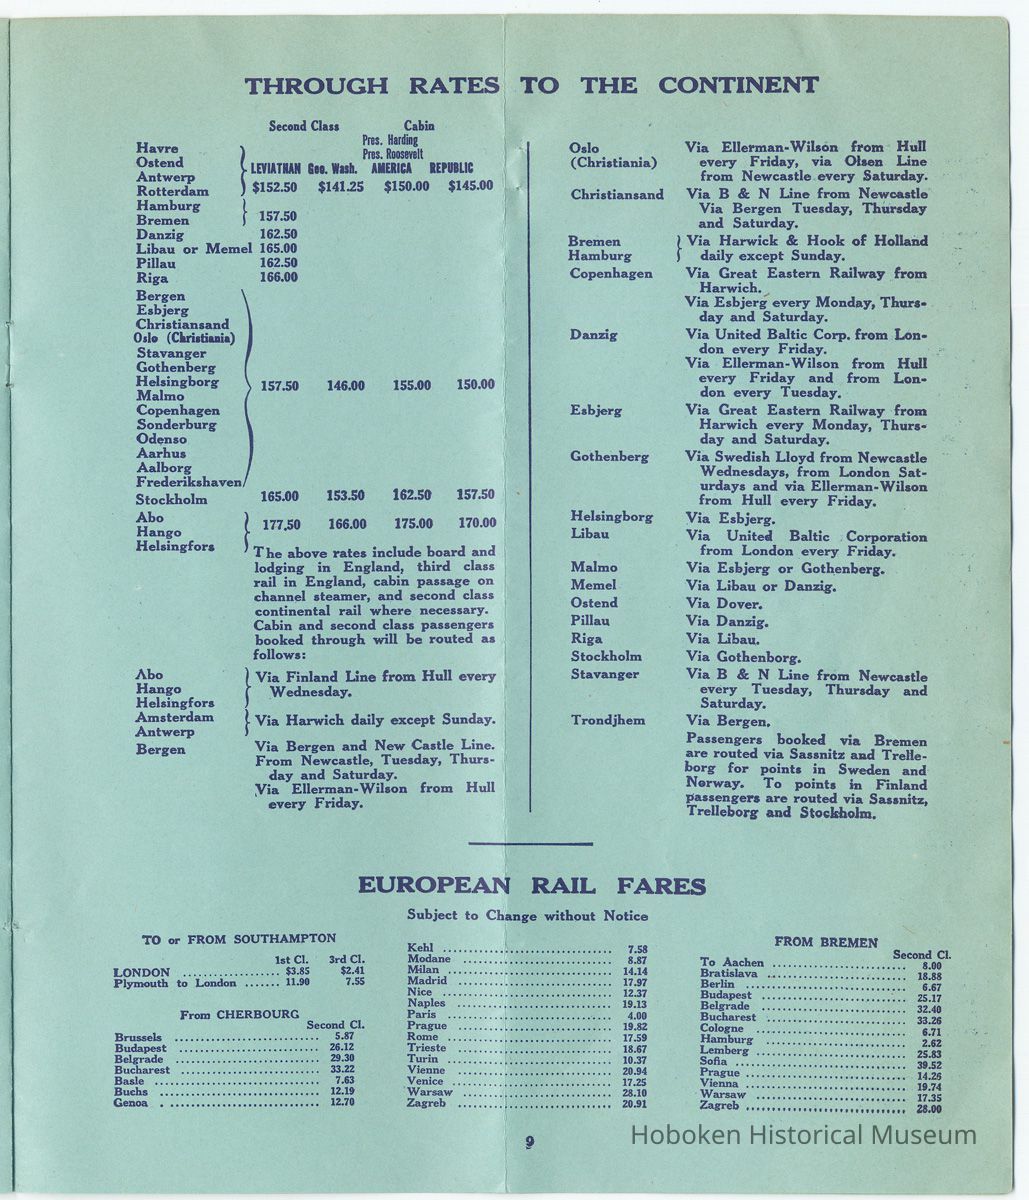 THROUGH RATES TO THE CONTINENT
Second Class Cabin
Pres. Harding
Pres. Roosevelt
LEVIATHAN Geo. Wash. AMERICA REPUBLIC
Havre
Ostend
Antwerp
Rotterdam $152.50 $141.25 $150.00 $145.00
Hamburg
Bremen 157.50
Danzig 162.50
Libau or Memel 165.00
Pillau 162.50
Riga 166.00
Bergen
Esbjerg
Christiansand
Oslo (Christiania)
Stavanger
Gothenberg
Helsingborg 157.50 146.00 155.00 150.00
Malmo
Copenhagen
Sonderburg
Odenso
Aarhus
Aalborg
Frederikshaven
Stockholm 165.00 153.50 162.50 157.50
Abo
Hango 177.50 166.00 175.00 170.00
Helsingfors
The above rates include board and
lodging in England, third class
rail in England, cabin passage on
channel steamer, and second class
continental rail where necessary.
Cabin and second class passengers
booked through will be routed as
follows:
Abo
Hango Via Finland Line from Hull every
Helsingfors Wednesday.
Amsterdam
Antwerp Via Harwich daily except Sunday.
Bergen Via Bergen and New Castle Line.
From Newcastle, Tuesday, Thurs-
day and Saturday.
Via Ellerman-Wilson from Hull
every Friday.
Oslo Via Ellerman-Wilson from Hull
(Christiania) every Friday, via Olsen Line
from Newcastle every Saturday.
Christiansand Via B & N Line from Newcastle
Via Bergen Tuesday, Thursday
and Saturday.
Bremen Via Harwick & Hook of Holland
Hamburg daily except Sunday.
Copenhagen Via Great Eastern Railway from
Harwich.
Via Esbjerg every Monday, Thurs-
day and Saturday.
Danzig Via United Baltic Corp. from Lon-
don every Friday.
Via Ellerman-Wilson from Hull
every Friday and from Lon-
don every Tuesday.
Esbjerg Via Great Eastern Railway from
Harwich every Monday, Thurs-
day and Saturday.
Gothenberg Via Swedish Lloyd from Newcastle
Wednesdays, from London Sat-
urdays and via Ellerman-Wilson
from Hull every Friday.
Helsingborg Via Esbjerg.
Libau Via United Baltic Corporation
from London every Friday.
Malmo Via Esbjerg or Gothenberg.
Memel Via Libau or Danzig.
Ostend Via Dover.
Pillau Via Danzig.
Riga Via Libau.
Stockholm Via Gothenborg.
Stavanger Via B & N Line from Newcastle
every Tuesday, Thursday and
Saturday.
Trondjhem Via Bergen.
Passengers booked via Bremen
are routed via Sassnitz and Trelle-
borg for points in Sweden and
Norway. To points in Finland
passengers are routed via Sassnitz,
Trelleborg and Stockholm.
EUROPEAN RAIL FARES
Subject to Change without Notice
TO or FROM SOUTHAMPTON
1st Cl. 3rd Cl.
LONDON $3.85 $2.41
Plymouth to London 11.90 7.55
From CHERBOURG
Second Cl.
Brussels 5.87
Budapest 26.12
Belgrade 29.30
Bucharest 33.22
Basle 7.63
Buchs 12.19
Genoa 12.70
Kehl 7.58
Modane 8.87
Milan 14.14
Madrid 17.97
Nice 12.37
Naples 19.13
Paris 4.00
Prague 19.82
Rome 17.59
Trieste 18.67
Turin 10.37
Vienne 20.94
Venice 17.25
Warsaw 28.10
Zagreb 20.91
FROM BREMEN
Second Cl.
To Aachen 8.00
Bratislava 18.88
Berlin 6.67
Budapest 25.17
Belgrade 32.40
Bucharest 33.26
Cologne 6.71
Hamburg 2.62
Lemberg 25.83
Sofia 39.52
Prague 14.26
Vienna 19.74
Warsaw 17.35
Zagreb 28.00
9
Hoboken Historical Museum